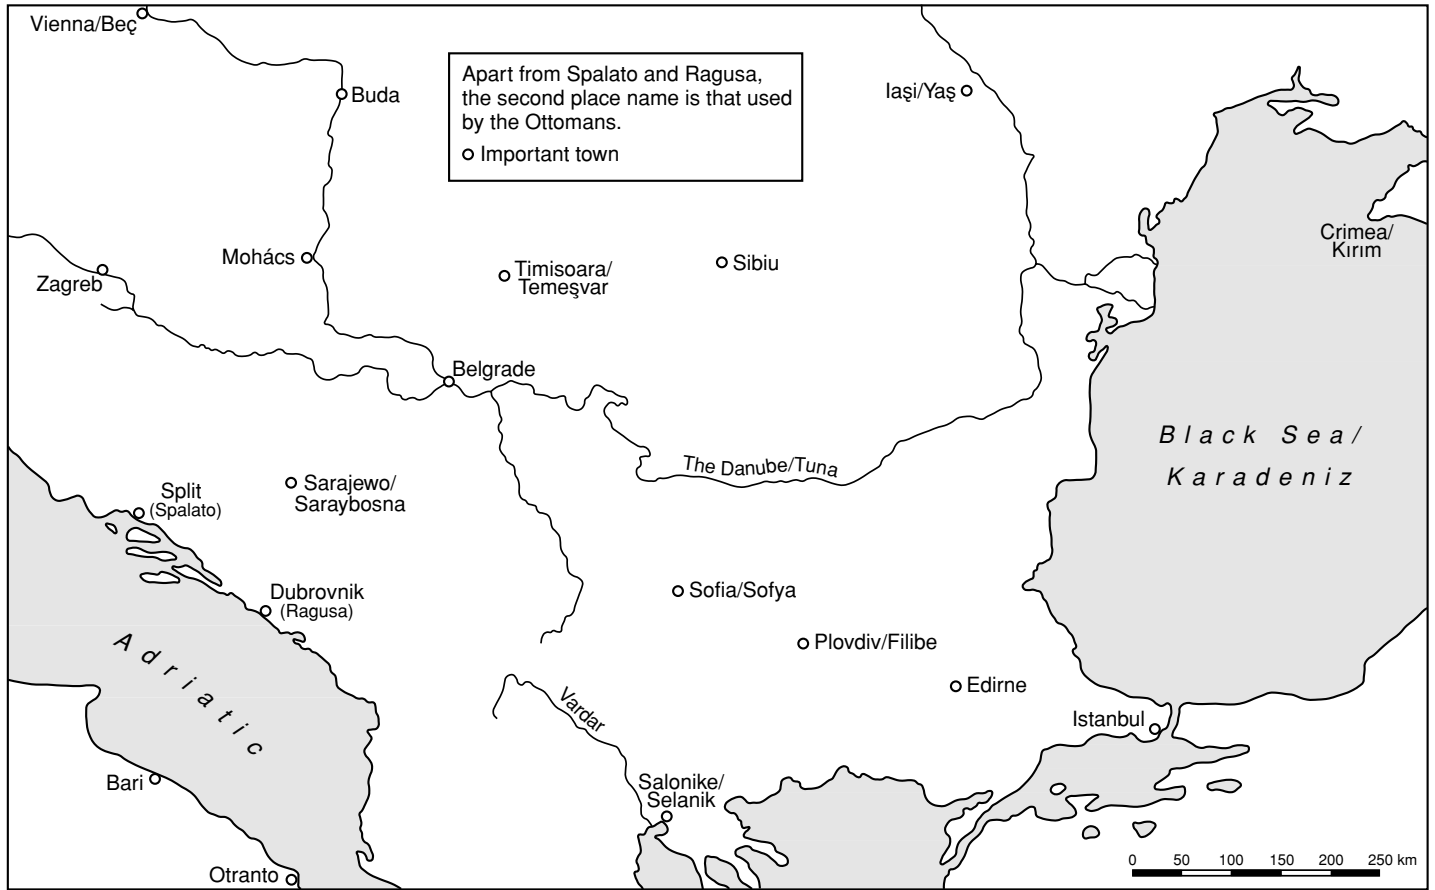 Vienna/Beç
Buda
Apart from Spalato and Ragusa,
the second place name is that used
by the Ottomans.
Important town
Iaşi/Yaş
Crimea/
Kırım
Mohács
Zagreb
Timisoara/
Temeşvar
Sibiu
Belgrade
Black Sea/
Karadeniz
The Danube/Tuna
Sarajewo/
Saraybosna
Split
(Spalato)
Dubrovnik
(Ragusa)
Sofia/Sofya
Plovdiv/Filibe
Edirne
Adriatic
Vardar
Istanbul
Bari
Salonike/
Selanik
Otranto
0 50 100 150 200 250 km